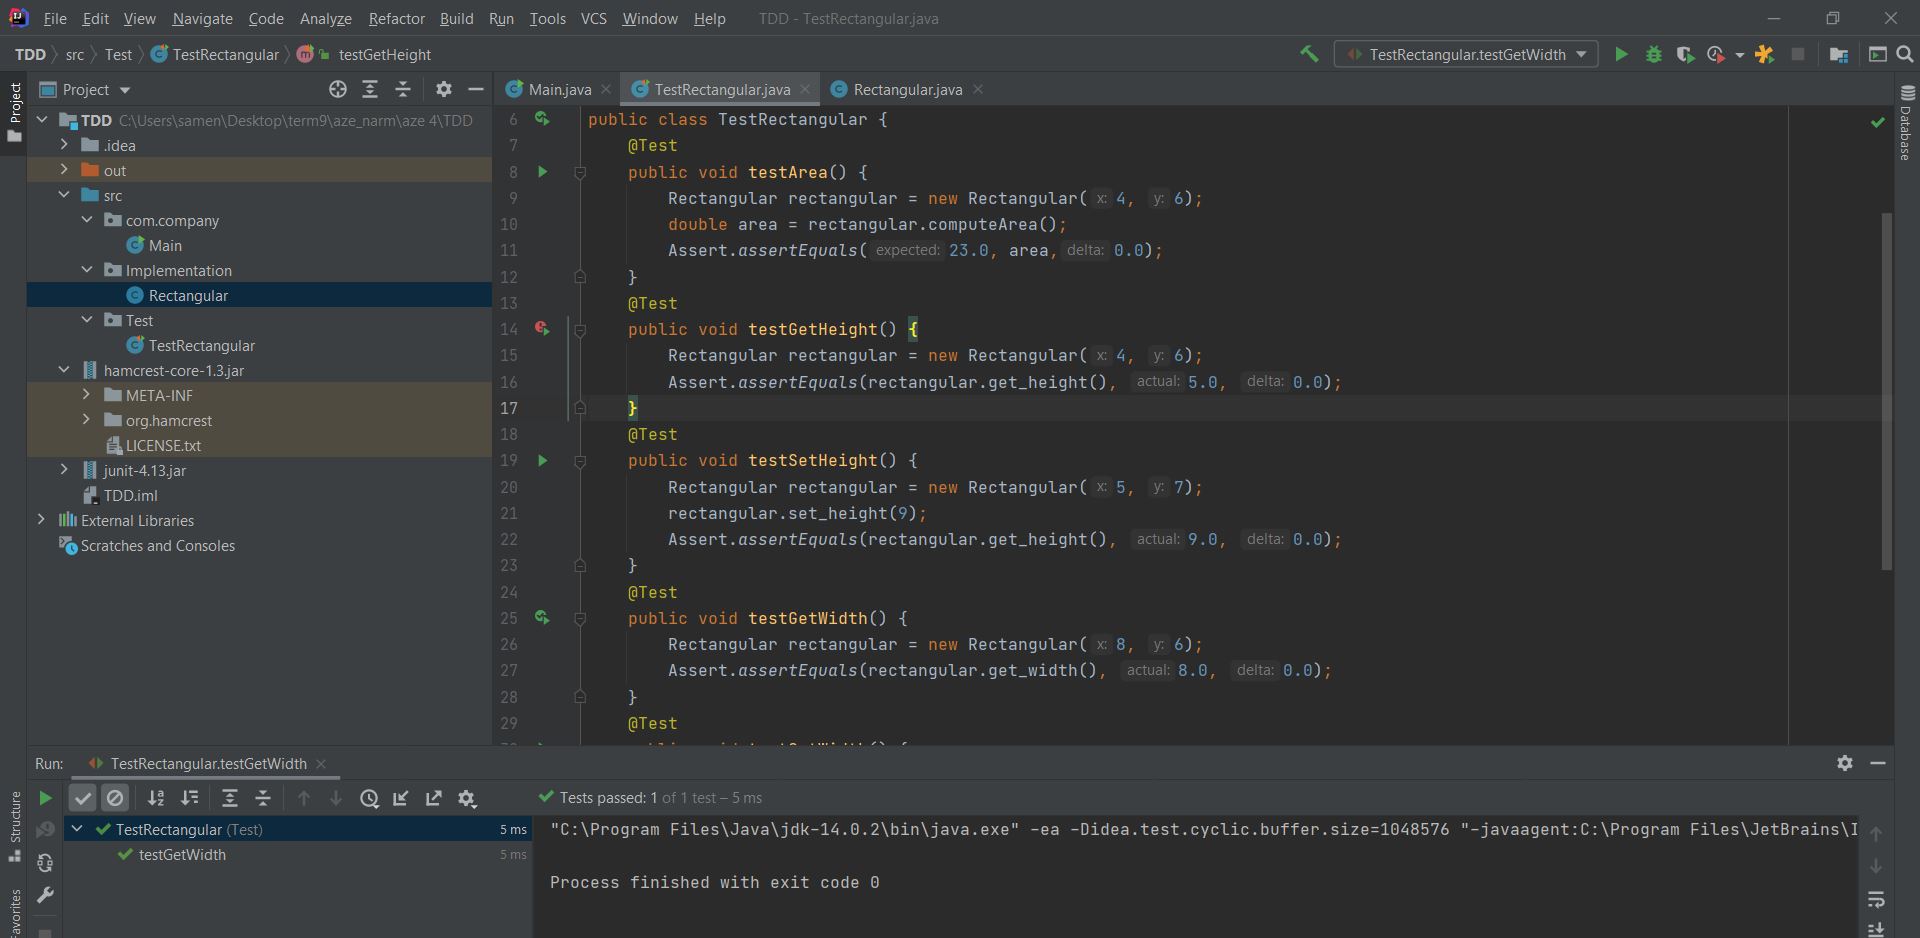 File Edit View Navigate Code Analyze Refactor Build Run Tools VCS Window Help TDD - TestRectangular.java
TDD src Test TestRectangular testGetHeight TestRectangular.testGetWidth
Project
Project
Main.java TestRectangular.java Rectangular.java
Database
TDD C:\Users\samen\Desktop\term9\aze_narm\aze 4\TDD
.idea
out
src
com.company
Main
Implementation
Rectangular
Test
TestRectangular
hamcrest-core-1.3.jar
META-INF
org.hamcrest
LICENSE.txt
junit-4.13.jar
TDD.iml
External Libraries
Scratches and Consoles
6 public class TestRectangular {
7 @Test
8 public void testArea() {
9 Rectangular rectangular = new Rectangular( x: 4, y: 6);
10 double area = rectangular.computeArea();
11 Assert.assertEquals( expected: 23.0, area, delta: 0.0);
12 }
13 @Test
14 public void testGetHeight() {
15 Rectangular rectangular = new Rectangular( x: 4, y: 6);
16 Assert.assertEquals(rectangular.get_height(), actual: 5.0, delta: 0.0);
17 }
18 @Test
19 public void testSetHeight() {
20 Rectangular rectangular = new Rectangular( x: 5, y: 7);
21 rectangular.set_height(9);
22 Assert.assertEquals(rectangular.get_height(), actual: 9.0, delta: 0.0);
23 }
24 @Test
25 public void testGetWidth() {
26 Rectangular rectangular = new Rectangular( x: 8, y: 6);
27 Assert.assertEquals(rectangular.get_width(), actual: 8.0, delta: 0.0);
28 }
29 @Test
Run: TestRectangular.testGetWidth
Tests passed: 1 of 1 test – 5 ms
TestRectangular (Test) 5 ms
testGetWidth 5 ms
"C:\Program Files\Java\jdk-14.0.2\bin\java.exe" -ea -Didea.test.cyclic.buffer.size=1048576 "-javaagent:C:\Program Files\JetBrains\I
Process finished with exit code 0
Structure
Favorites